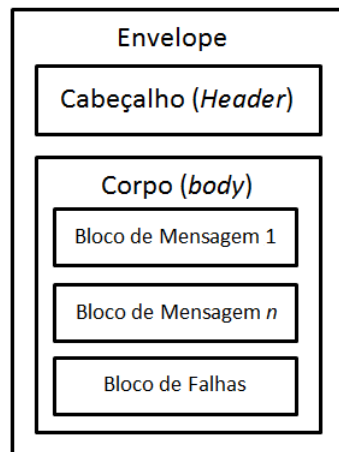 Envelope
Cabeçalho (Header)
Corpo (body)
Bloco de Mensagem 1
Bloco de Mensagem n
Bloco de Falhas